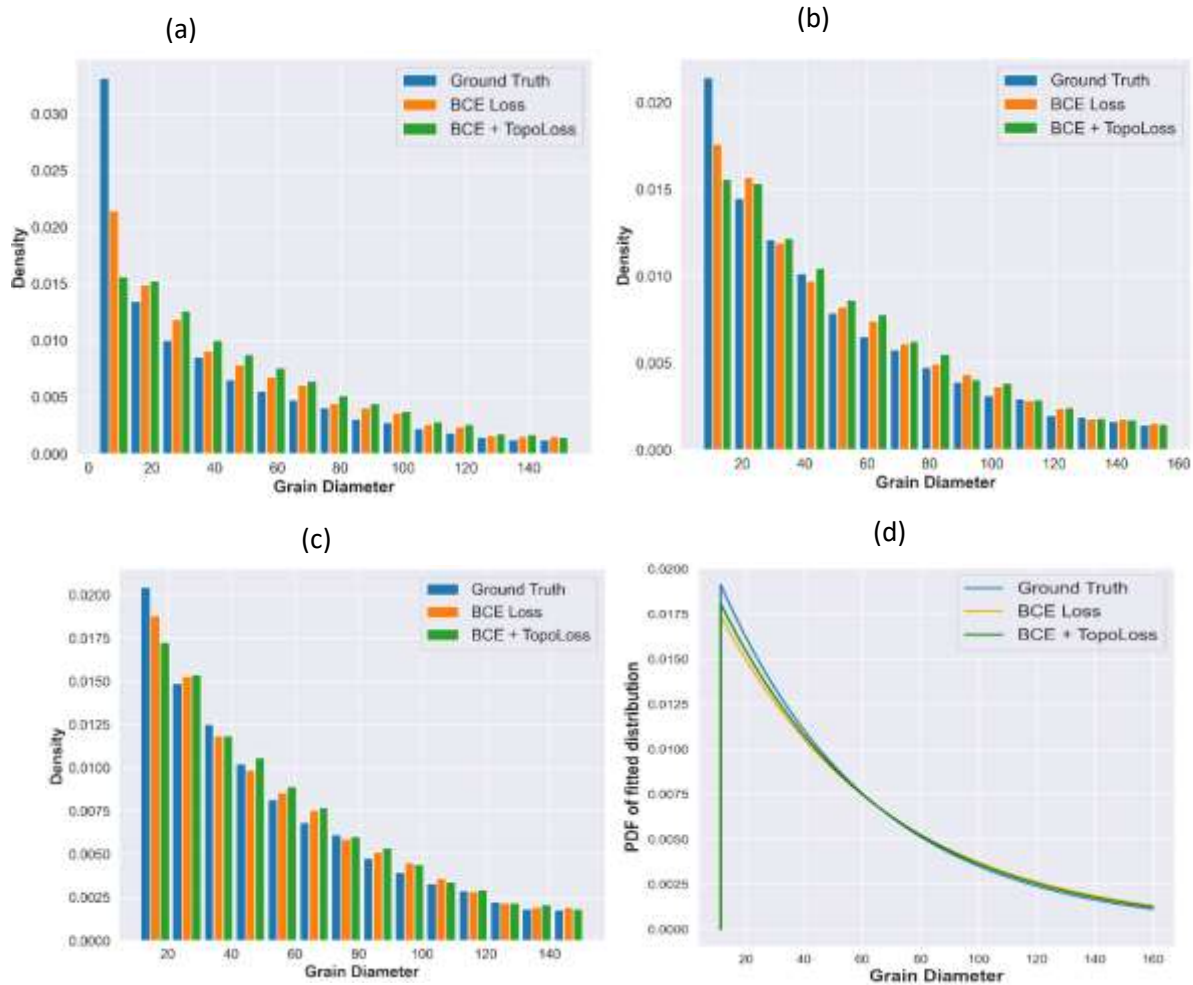 (a)
Ground Truth
BCE Loss
BCE + TopoLoss
0.030
0.025
0.020
0.015
0.010
0.005
0.000
Density
0 20 40 60 80 100 120 140
Grain Diameter
(b)
Ground Truth
BCE Loss
BCE + TopoLoss
0.020
0.015
0.010
0.005
0.000
Density
20 40 60 80 100 120 140 160
Grain Diameter
(c)
Ground Truth
BCE Loss
BCE + TopoLoss
0.0200
0.0175
0.0150
0.0125
0.0100
0.0075
0.0050
0.0025
0.0000
Density
20 40 60 80 100 120 140
Grain Diameter
(d)
Ground Truth
BCE Loss
BCE + TopoLoss
0.0200
0.0175
0.0150
0.0125
0.0100
0.0075
0.0050
0.0025
0.0000
PDF of fitted distribution
20 40 60 80 100 120 140 160
Grain Diameter